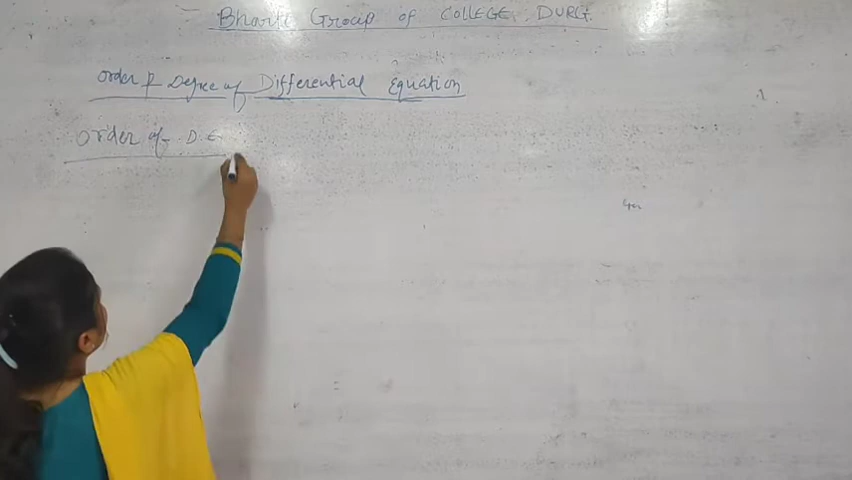 Bharti Group of COLLEGE, DURG.
Order & Degree of Differential Equation
Order of D.E